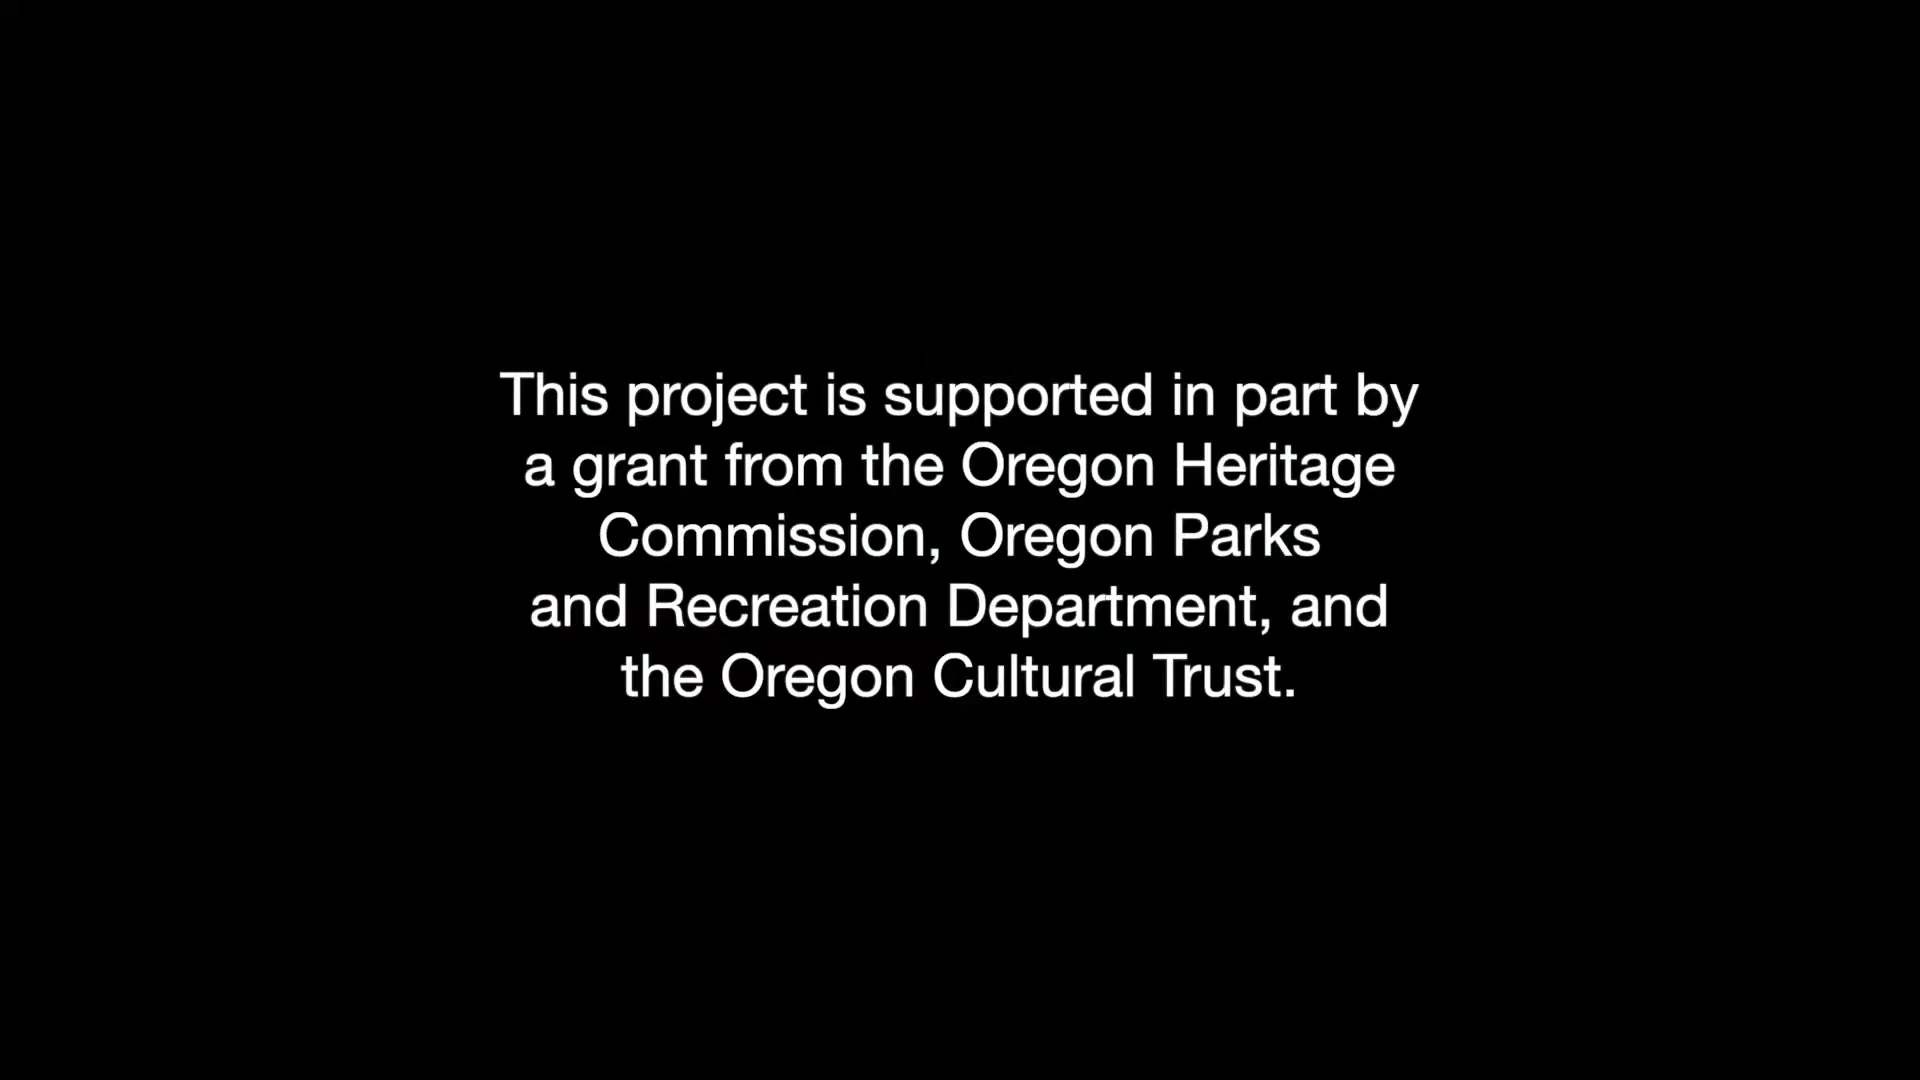 This project is supported in part by
a grant from the Oregon Heritage
Commission, Oregon Parks
and Recreation Department, and
the Oregon Cultural Trust.